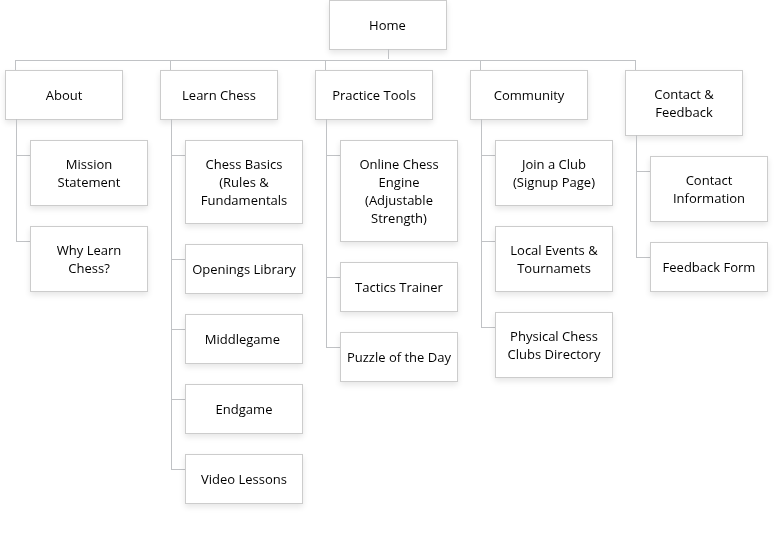 Home
About
Mission
Statement
Why Learn
Chess?
Learn Chess
Chess Basics
(Rules &
Fundamentals
Openings Library
Middlegame
Endgame
Video Lessons
Practice Tools
Online Chess
Engine
(Adjustable
Strength)
Tactics Trainer
Puzzle of the Day
Community
Join a Club
(Signup Page)
Local Events &
Tournamets
Physical Chess
Clubs Directory
Contact &
Feedback
Contact
Information
Feedback Form